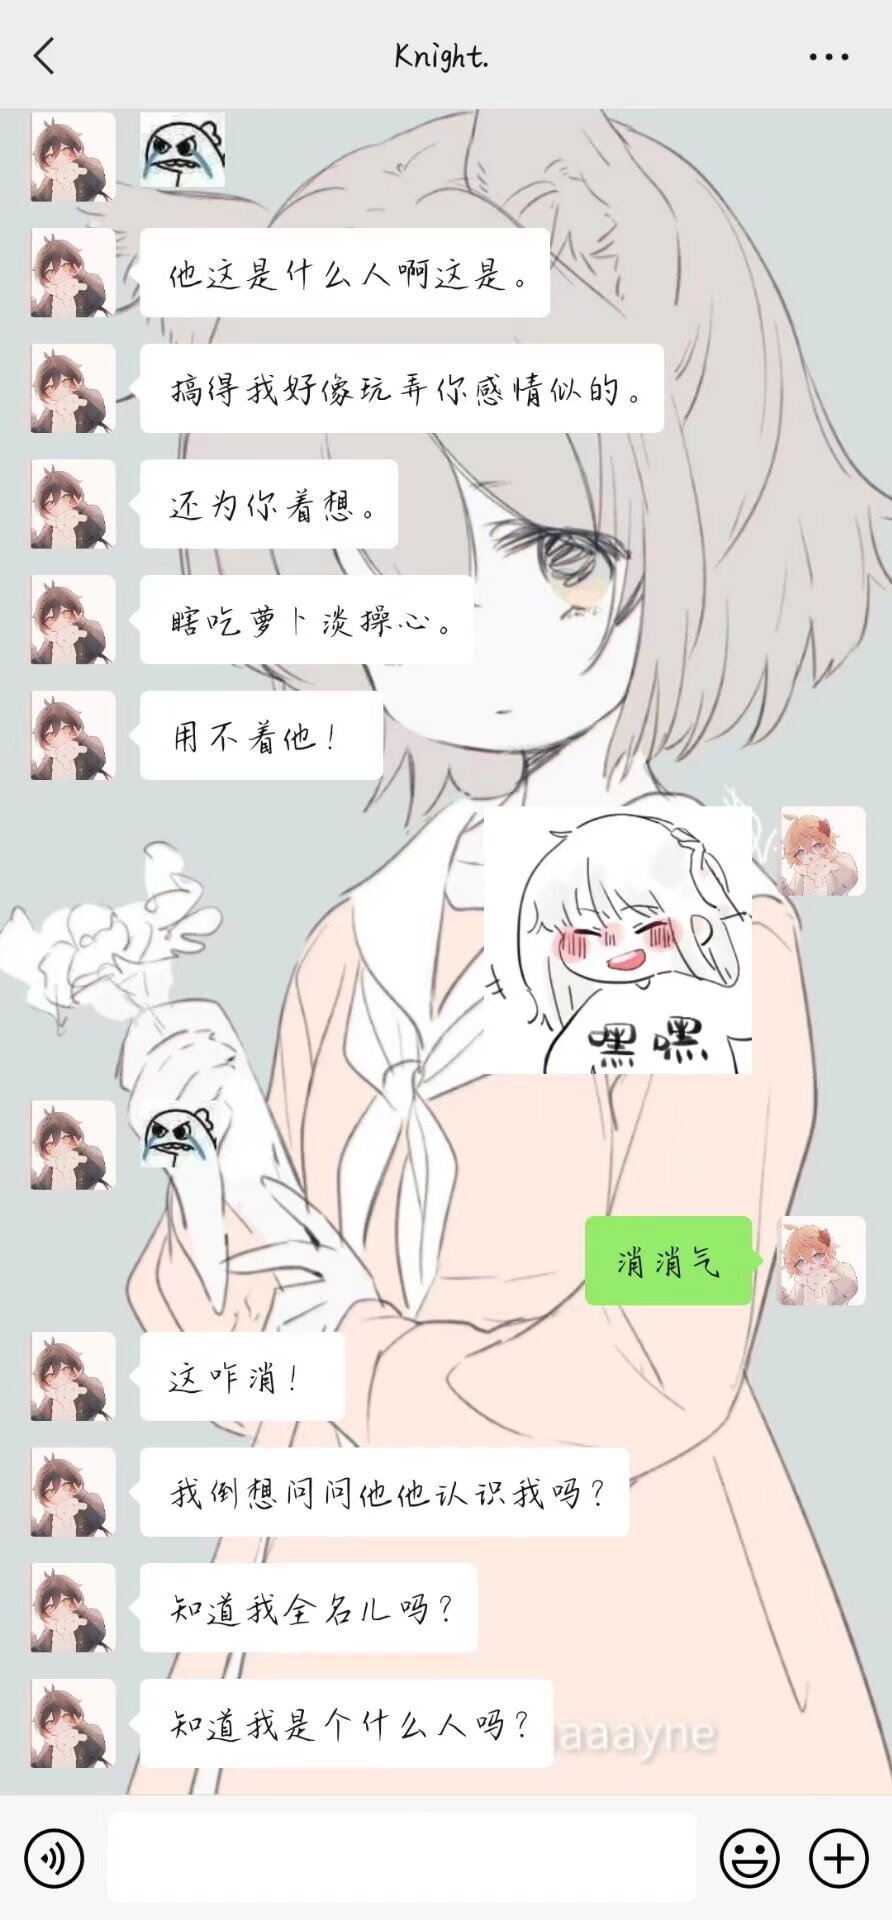 Knight.
他这是什么人啊这是。
搞得我好像玩弄你感情似的。
还为你着想。
瞎吃萝卜淡操心。
用不着他！
嘿嘿
消消气
这咋消！
我倒想问问他他认识我吗？
知道我全名儿吗？
知道我是个什么人吗？
aaayne